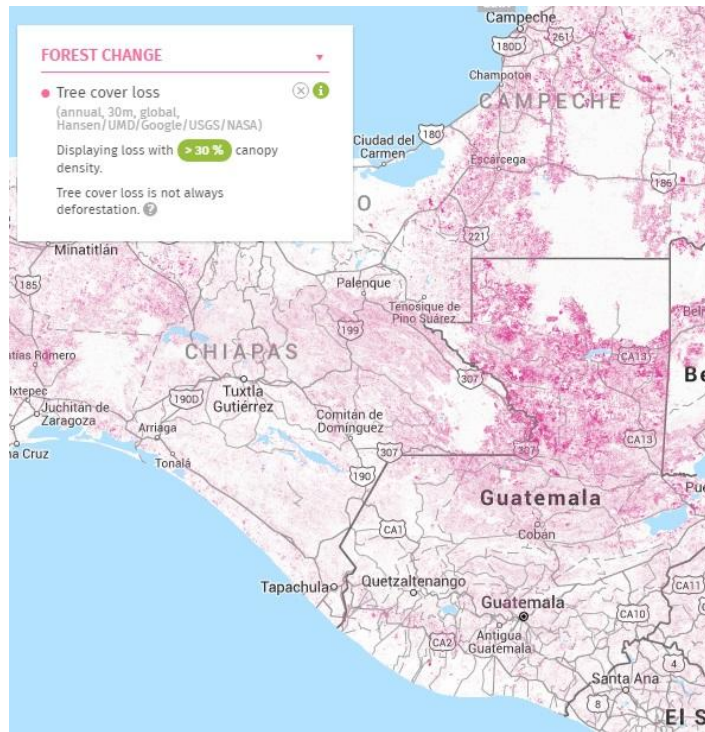 FOREST CHANGE
Tree cover loss
(annual, 30m, global,
Hansen/UMD/Google/USGS/NASA)
Displaying loss with > 30 % canopy
density.
Tree cover loss is not always
deforestation. ?
Campeche
180D
261
Champoton
CAMPECHE
180
Ciudad del
Carmen
Escárcega
186
O
221
Minatitlán
185
Palenque
Tenosique de
Pino Suárez
199
CA13
CHIAPAS
307
Be
Tuxtla
Gutiérrez
190D
Comitán de
Domínguez
Juchitán de
Zaragoza
Arriaga
CA13
na Cruz
Tonalá
307
307
190
Guatemala
Pue
CA1
Cobán
Tapachula
Quetzaltenango
CA11
Guatemala
CA10
CA2
Antigua
Guatemala
4
Santa Ana
8
El S